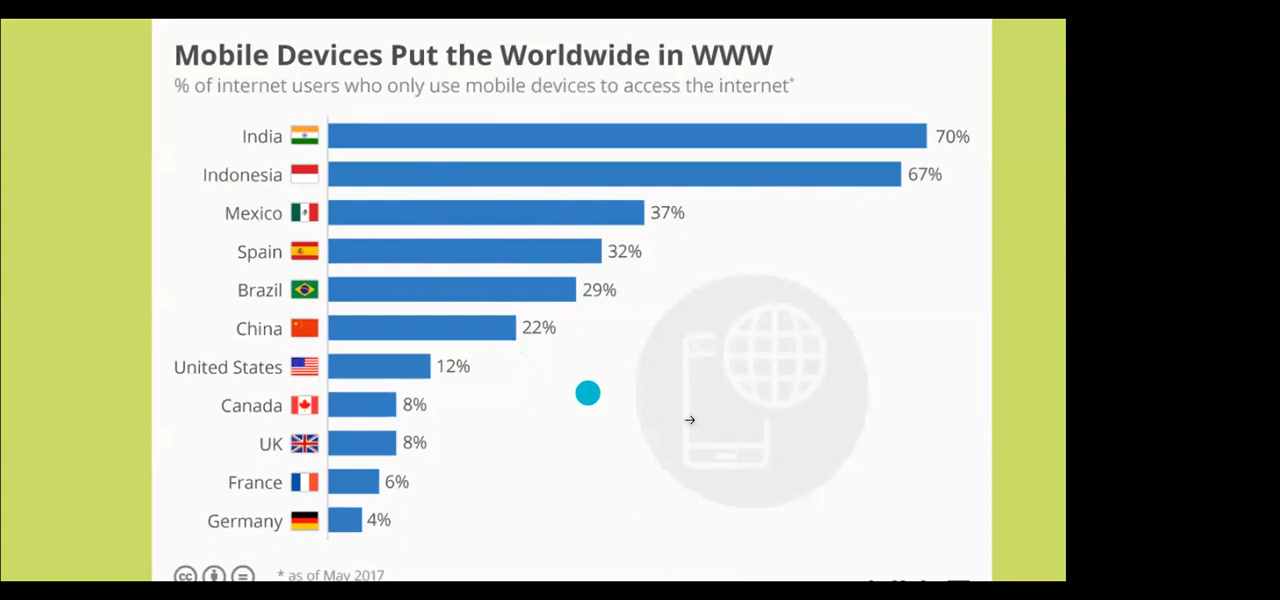 Mobile Devices Put the Worldwide in WWW
% of internet users who only use mobile devices to access the internet*
India 70%
Indonesia 67%
Mexico 37%
Spain 32%
Brazil 29%
China 22%
United States 12%
Canada 8%
UK 8%
France 6%
Germany 4%
cc
* as of May 2017